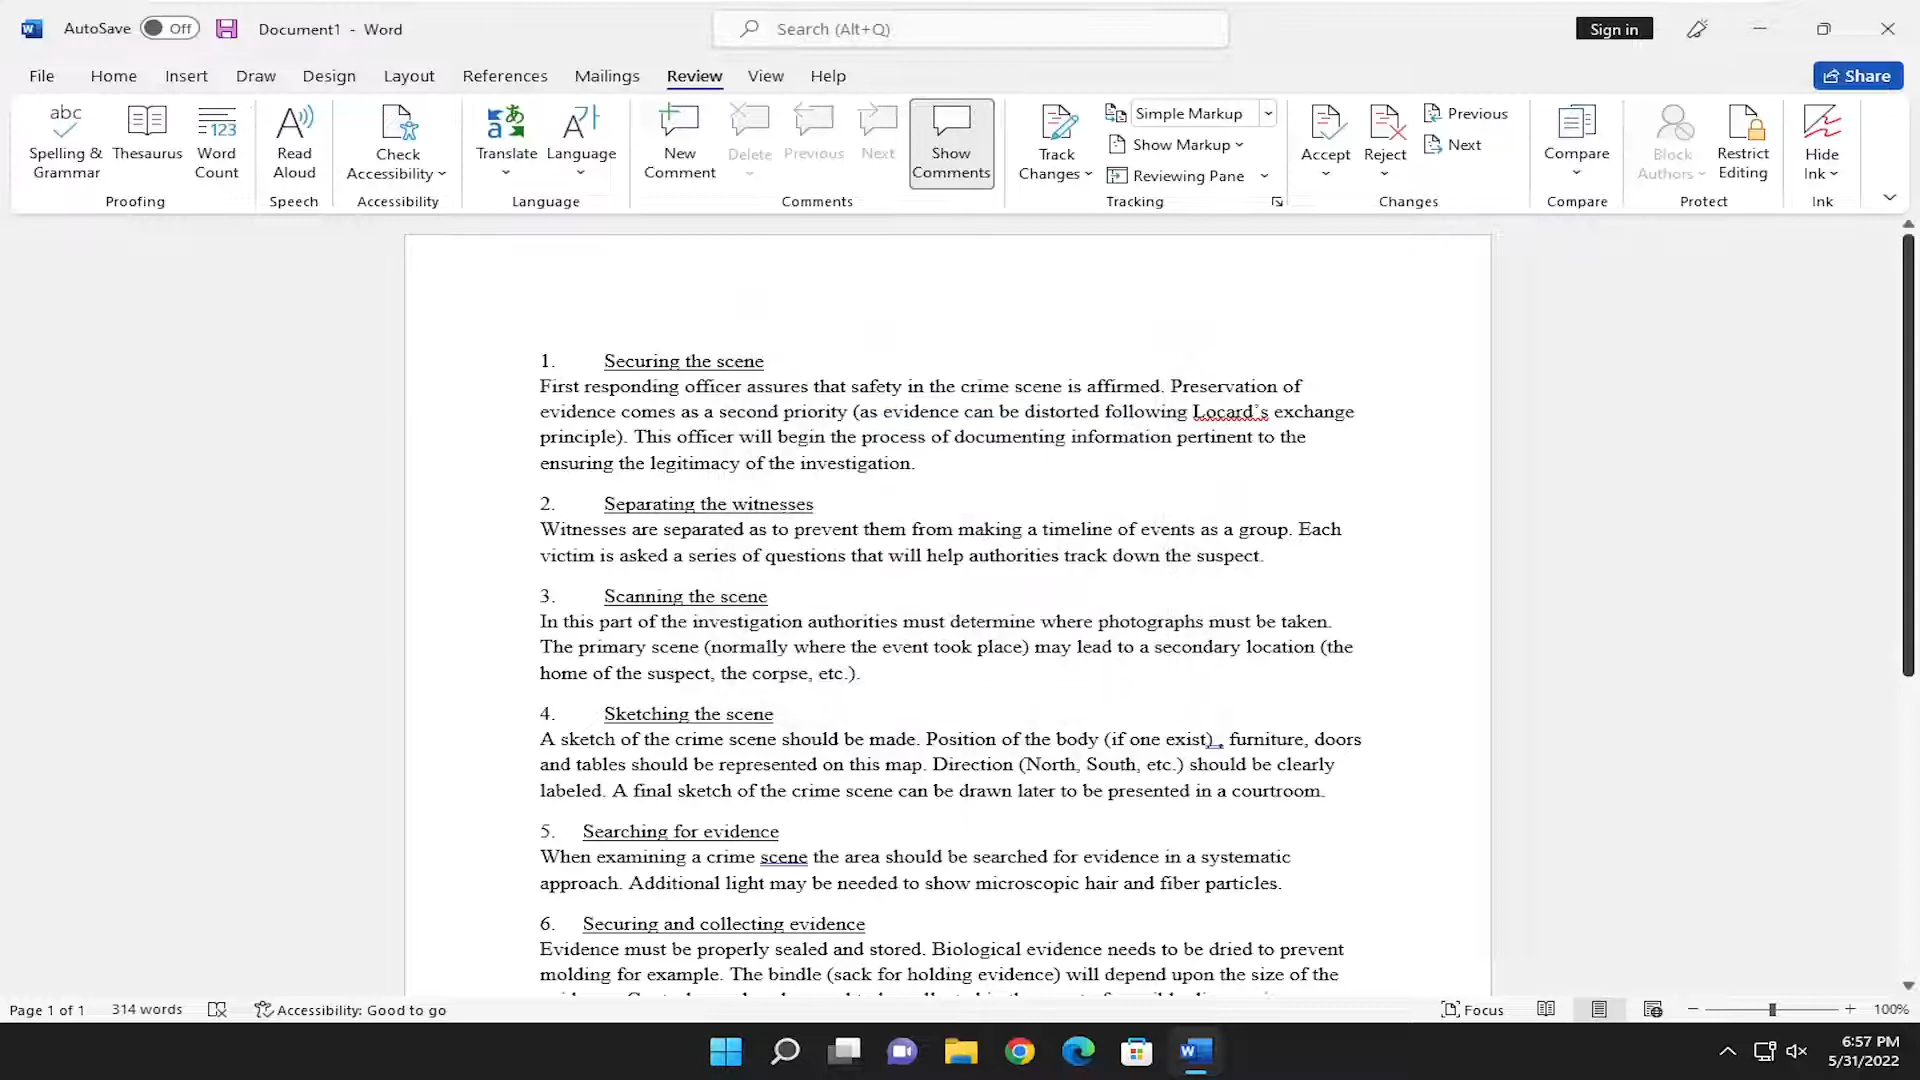 AutoSave Off Document1 - Word Search (Alt+Q) Sign in
File Home Insert Draw Design Layout References Mailings Review View Help Share
abc Spelling & Grammar Thesaurus 123 Word Count Read Aloud Check Accessibility Translate Language New Comment Delete Previous Next Show Comments Track Changes Simple Markup Show Markup Reviewing Pane Accept Reject Previous Next Compare Block Authors Restrict Editing Hide Ink
Proofing Speech Accessibility Language Comments Tracking Changes Compare Protect Ink
1. Securing the scene
First responding officer assures that safety in the crime scene is affirmed. Preservation of
evidence comes as a second priority (as evidence can be distorted following Locard's exchange
principle). This officer will begin the process of documenting information pertinent to the
ensuring the legitimacy of the investigation.
2. Separating the witnesses
Witnesses are separated as to prevent them from making a timeline of events as a group. Each
victim is asked a series of questions that will help authorities track down the suspect.
3. Scanning the scene
In this part of the investigation authorities must determine where photographs must be taken.
The primary scene (normally where the event took place) may lead to a secondary location (the
home of the suspect, the corpse, etc.).
4. Sketching the scene
A sketch of the crime scene should be made. Position of the body (if one exist) , furniture, doors
and tables should be represented on this map. Direction (North, South, etc.) should be clearly
labeled. A final sketch of the crime scene can be drawn later to be presented in a courtroom.
5. Searching for evidence
When examining a crime scene the area should be searched for evidence in a systematic
approach. Additional light may be needed to show microscopic hair and fiber particles.
6. Securing and collecting evidence
Evidence must be properly sealed and stored. Biological evidence needs to be dried to prevent
molding for example. The bindle (sack for holding evidence) will depend upon the size of the
Page 1 of 1 314 words Accessibility: Good to go Focus 100%
6:57 PM
5/31/2022